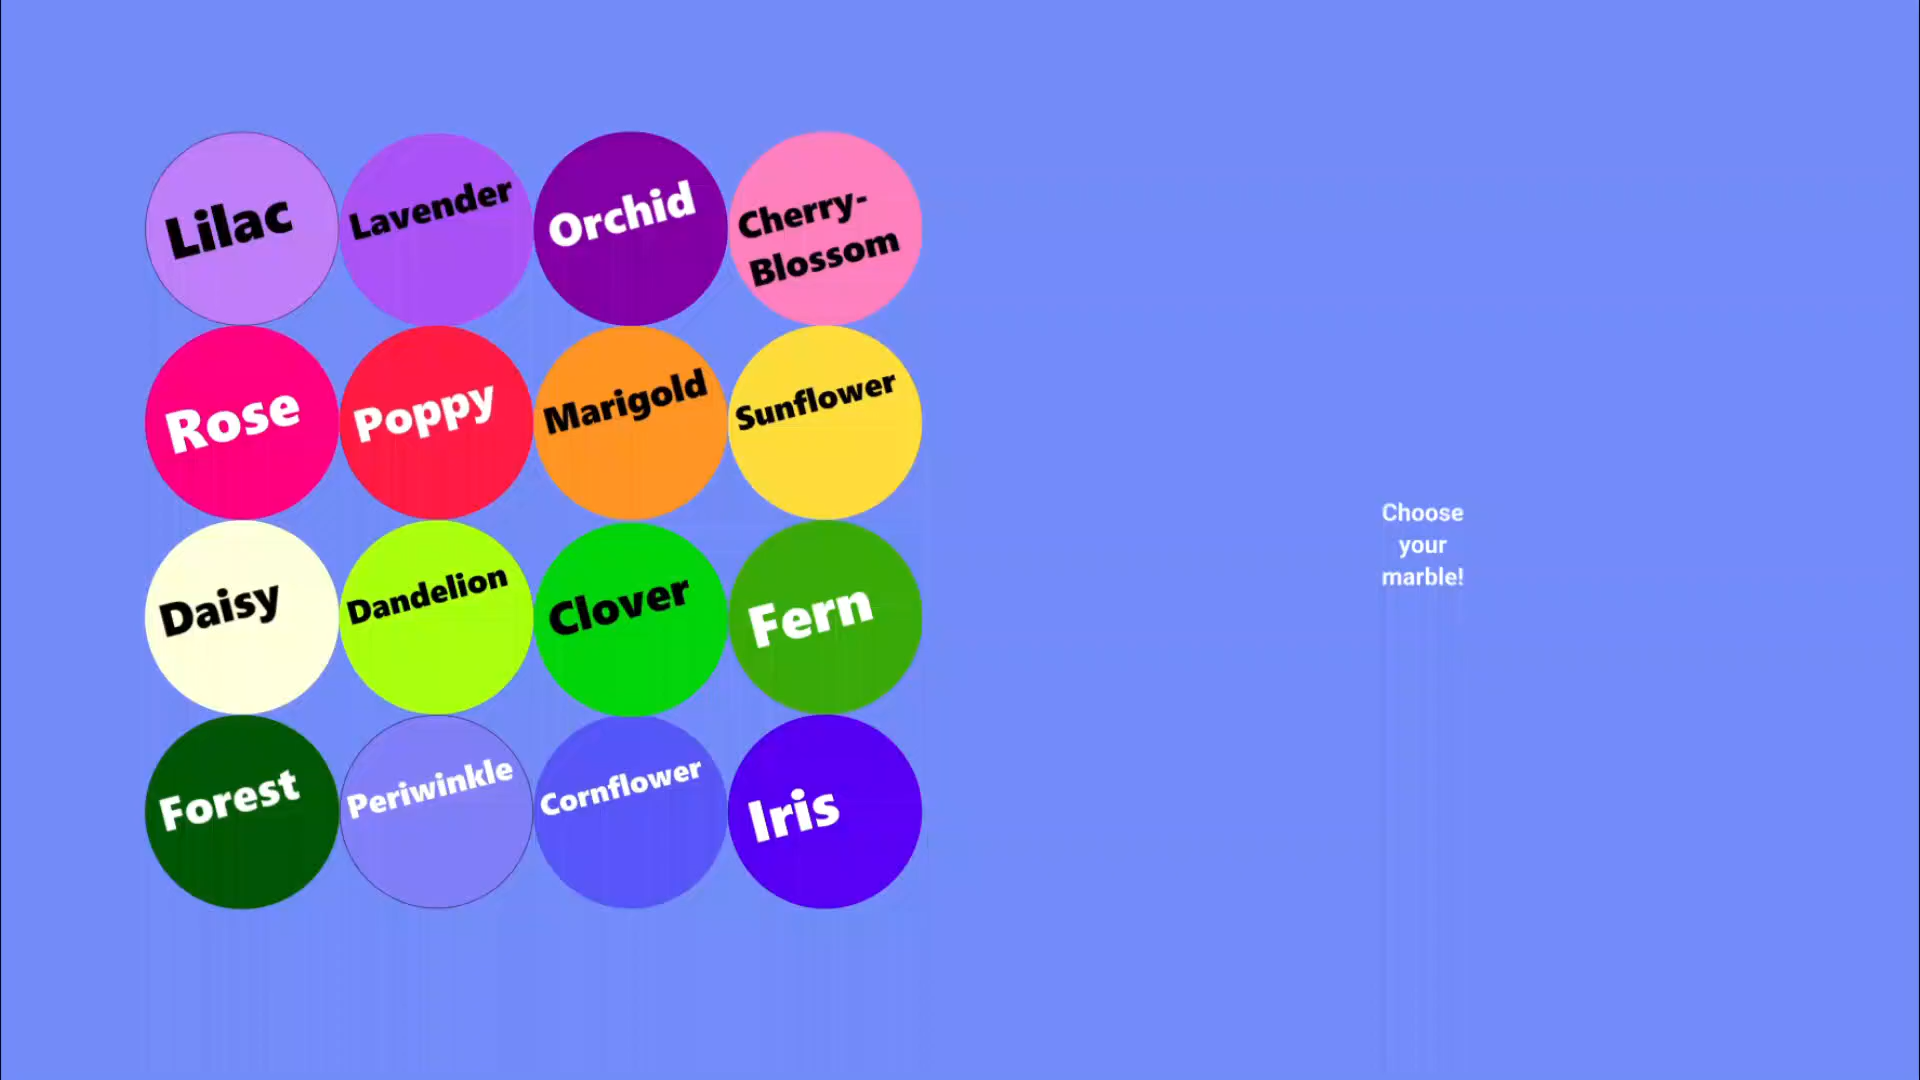 Lilac
Lavender
Orchid
Cherry-
Blossom
Rose
Poppy
Marigold
Sunflower
Daisy
Dandelion
Clover
Fern
Forest
Periwinkle
Cornflower
Iris
Choose
your
marble!